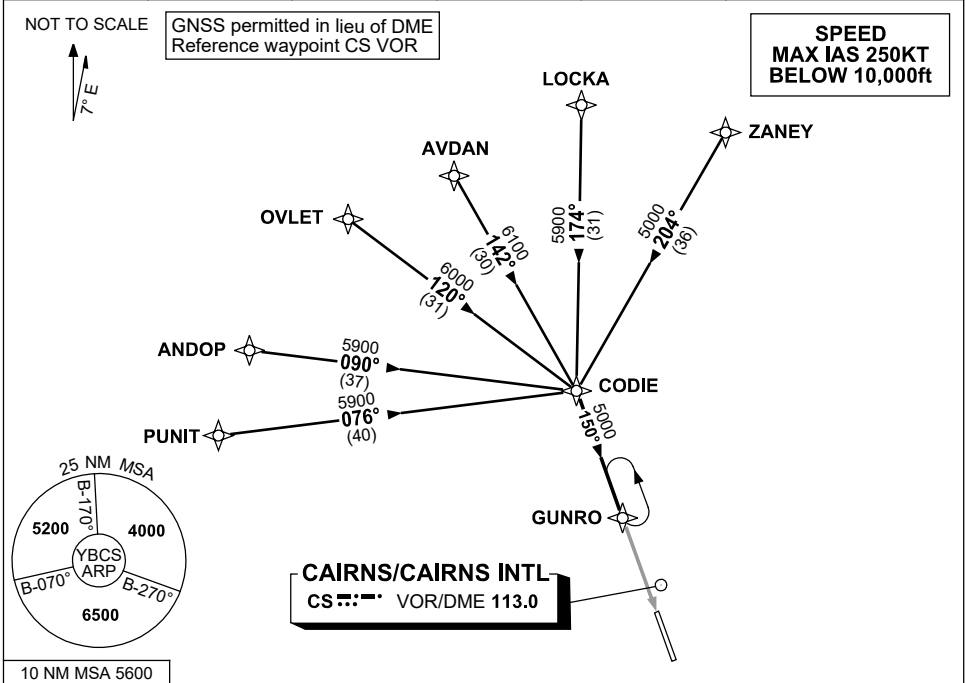 NOT TO SCALE
7° E
GNSS permitted in lieu of DME
Reference waypoint CS VOR
SPEED
MAX IAS 250KT
BELOW 10,000ft
LOCKA
ZANEY
AVDAN
OVLET
5900
174°
(31)
5000
204°
(36)
6100
142°
(30)
6000
120°
(31)
ANDOP
5900
090°
(37)
CODIE
5900
076°
(40)
PUNIT
5000
150°
25 NM MSA
B-170°
5200
4000
YBCS
ARP
B-070°
B-270°
6500
GUNRO
CAIRNS/CAIRNS INTL
CS VOR/DME 113.0
10 NM MSA 5600